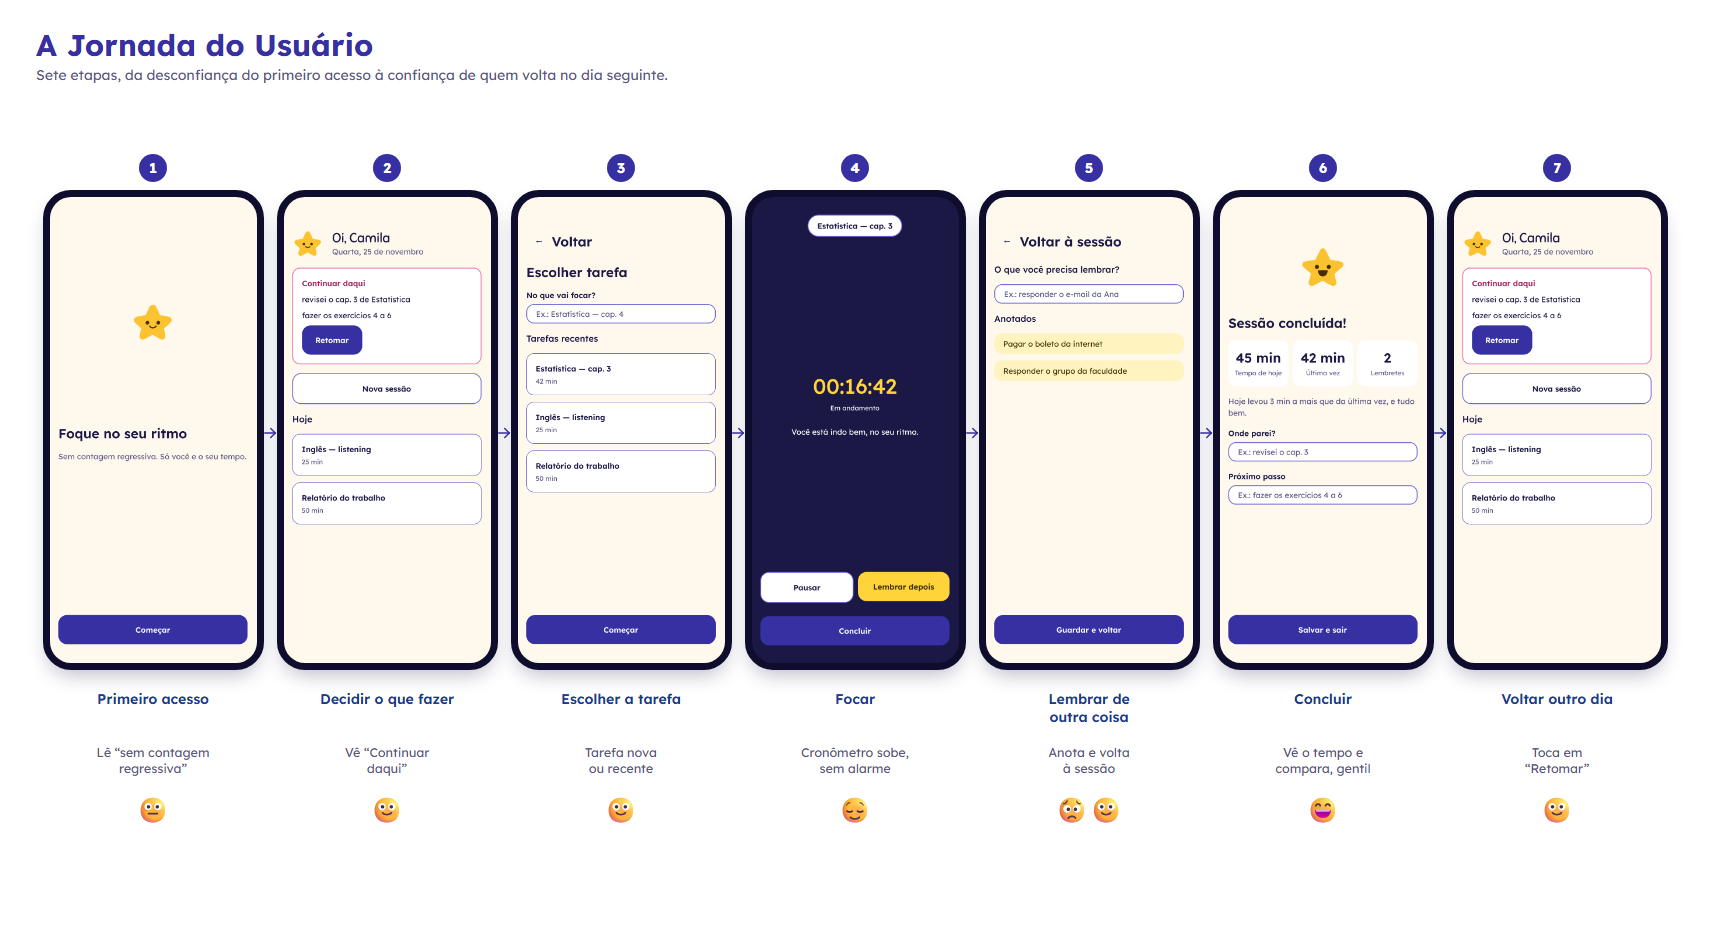 A Jornada do Usuário
Sete etapas, da desconfiança do primeiro acesso à confiança de quem volta no dia seguinte.
1
Foque no seu ritmo
Sem contagem regressiva. Só você e o seu tempo.
Começar
Primeiro acesso
Lê “sem contagem
regressiva”
2
Oi, Camila
Quarta, 25 de novembro
Continuar daqui
revisei o cap. 3 de Estatística
fazer os exercícios 4 a 6
Retomar
Nova sessão
Hoje
Inglês — listening
25 min
Relatório do trabalho
50 min
Decidir o que fazer
Vê “Continuar
daqui”
3
← Voltar
Escolher tarefa
No que vai focar?
Ex.: Estatística — cap. 4
Tarefas recentes
Estatística — cap. 3
42 min
Inglês — listening
25 min
Relatório do trabalho
50 min
Começar
Escolher a tarefa
Tarefa nova
ou recente
4
Estatística — cap. 3
00:16:42
Em andamento
Você está indo bem, no seu ritmo.
Pausar
Lembrar depois
Concluir
Focar
Cronômetro sobe,
sem alarme
5
← Voltar à sessão
O que você precisa lembrar?
Ex.: responder o e-mail da Ana
Anotados
Pagar o boleto da internet
Responder o grupo da faculdade
Guardar e voltar
Lembrar de
outra coisa
Anota e volta
à sessão
6
Sessão concluída!
45 min
Tempo de hoje
42 min
Última vez
2
Lembretes
Hoje levou 3 min a mais que da última vez, e tudo
bem.
Onde parei?
Ex.: revisei o cap. 3
Próximo passo
Ex.: fazer os exercícios 4 a 6
Salvar e sair
Concluir
Vê o tempo e
compara, gentil
7
Oi, Camila
Quarta, 25 de novembro
Continuar daqui
revisei o cap. 3 de Estatística
fazer os exercícios 4 a 6
Retomar
Nova sessão
Hoje
Inglês — listening
25 min
Relatório do trabalho
50 min
Voltar outro dia
Toca em
“Retomar”